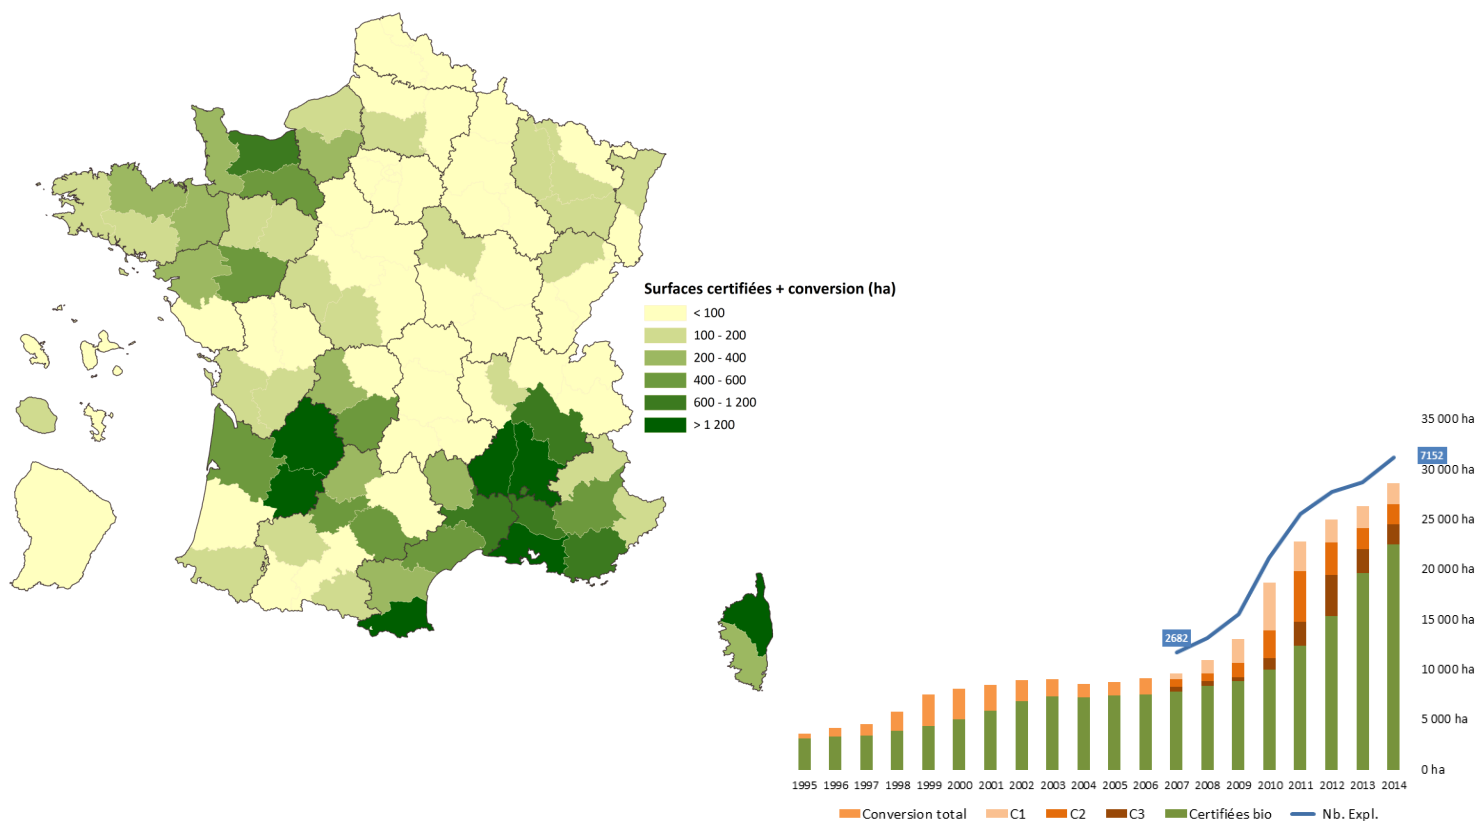 Surfaces certifiées + conversion (ha)
< 100
100 - 200
200 - 400
400 - 600
600 - 1 200
> 1 200
35 000 ha
7152
30 000 ha
25 000 ha
20 000 ha
15 000 ha
2682
10 000 ha
5 000 ha
0 ha
1995 1996 1997 1998 1999 2000 2001 2002 2003 2004 2005 2006 2007 2008 2009 2010 2011 2012 2013 2014
Conversion total C1 C2 C3 Certifiées bio Nb. Expl.